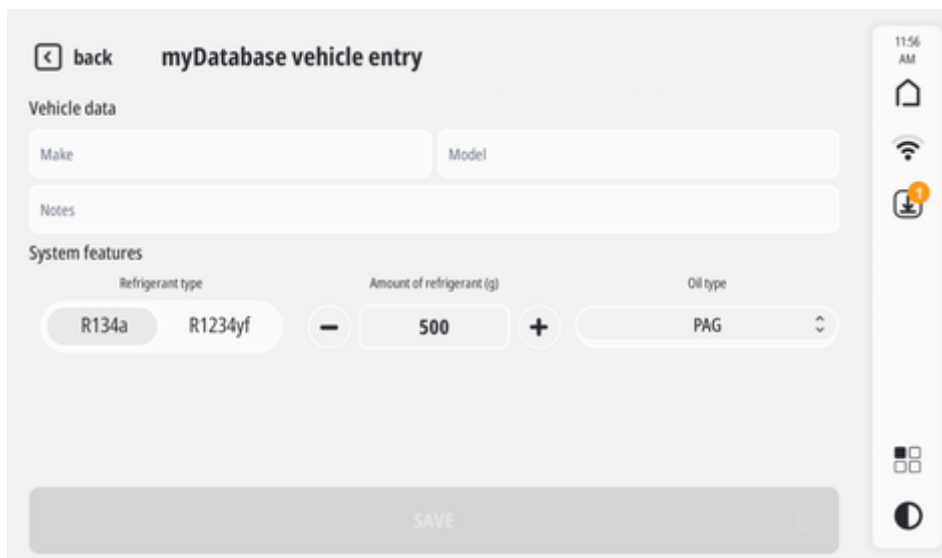 back myDatabase vehicle entry
11:56
AM
Vehicle data
Make Model
Notes
1
System features
Refrigerant type Amount of refrigerant (g) Oil type
R134a R1234yf − 500 + PAG
SAVE